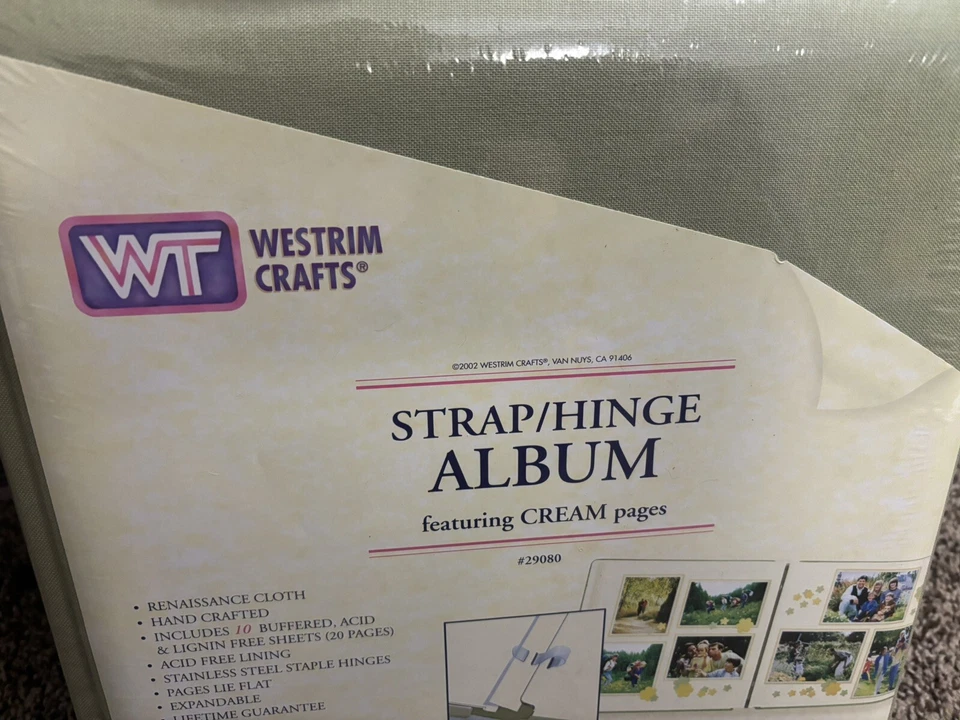 WT WESTRIM
CRAFTS®
©2002 WESTRIM CRAFTS®, VAN NUYS, CA 91406
STRAP/HINGE
ALBUM
featuring CREAM pages
#29080
• RENAISSANCE CLOTH
• HAND CRAFTED
• INCLUDES 10 BUFFERED, ACID
& LIGNIN FREE SHEETS (20 PAGES)
• ACID FREE LINING
• STAINLESS STEEL STAPLE HINGES
• PAGES LIE FLAT
• EXPANDABLE
• LIFETIME GUARANTEE